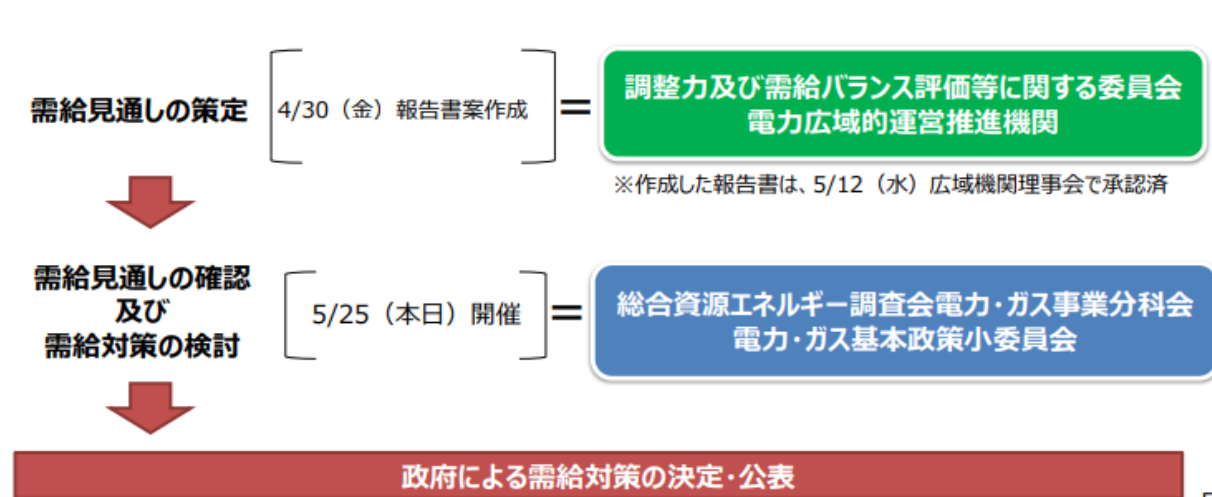 需給見通しの策定
4/30（金）報告書案作成
＝
調整力及び需給バランス評価等に関する委員会
電力広域的運営推進機関
※作成した報告書は、5/12（水）広域機関理事会で承認済
需給見通しの確認
及び
需給対策の検討
5/25（本日）開催
＝
総合資源エネルギー調査会電力・ガス事業分科会
電力・ガス基本政策小委員会
政府による需給対策の決定・公表